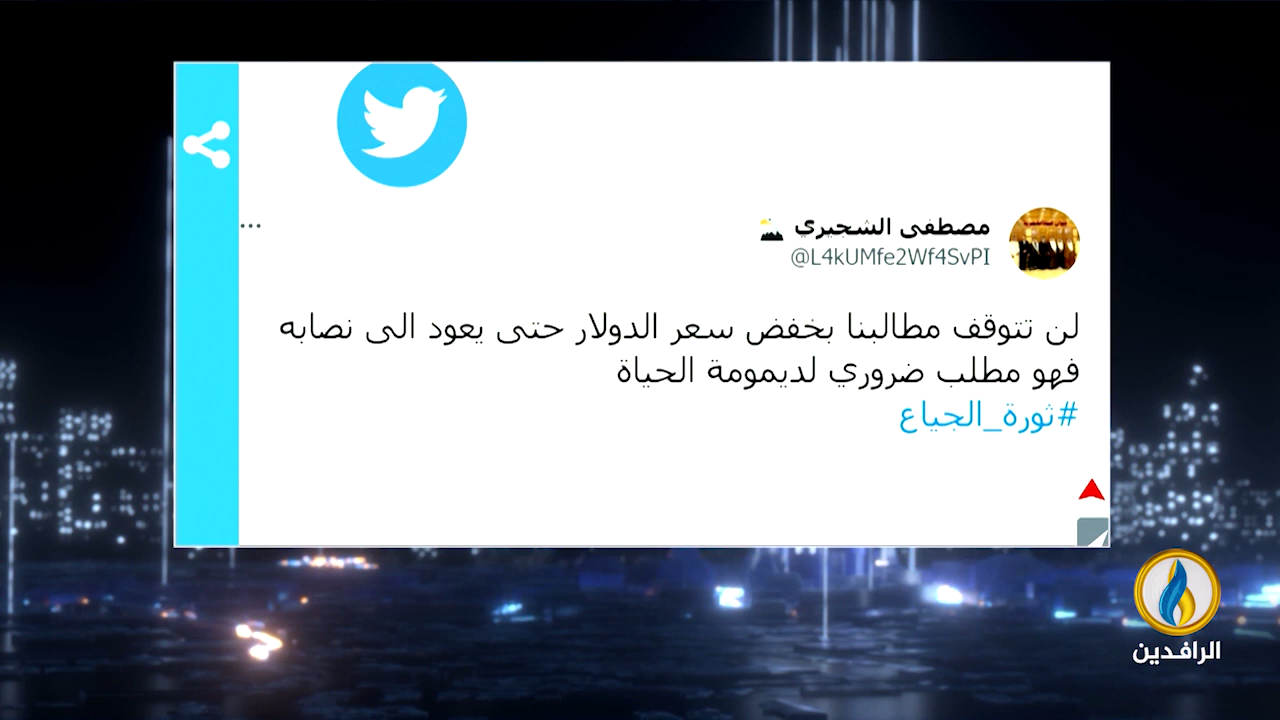 مصطفى الشجيري
@L4kUMfe2Wf4SvPI
لن تتوقف مطالبنا بخفض سعر الدولار حتى يعود الى نصابه
فهو مطلب ضروري لديمومة الحياة
#ثورة_الجياع
الرافدين